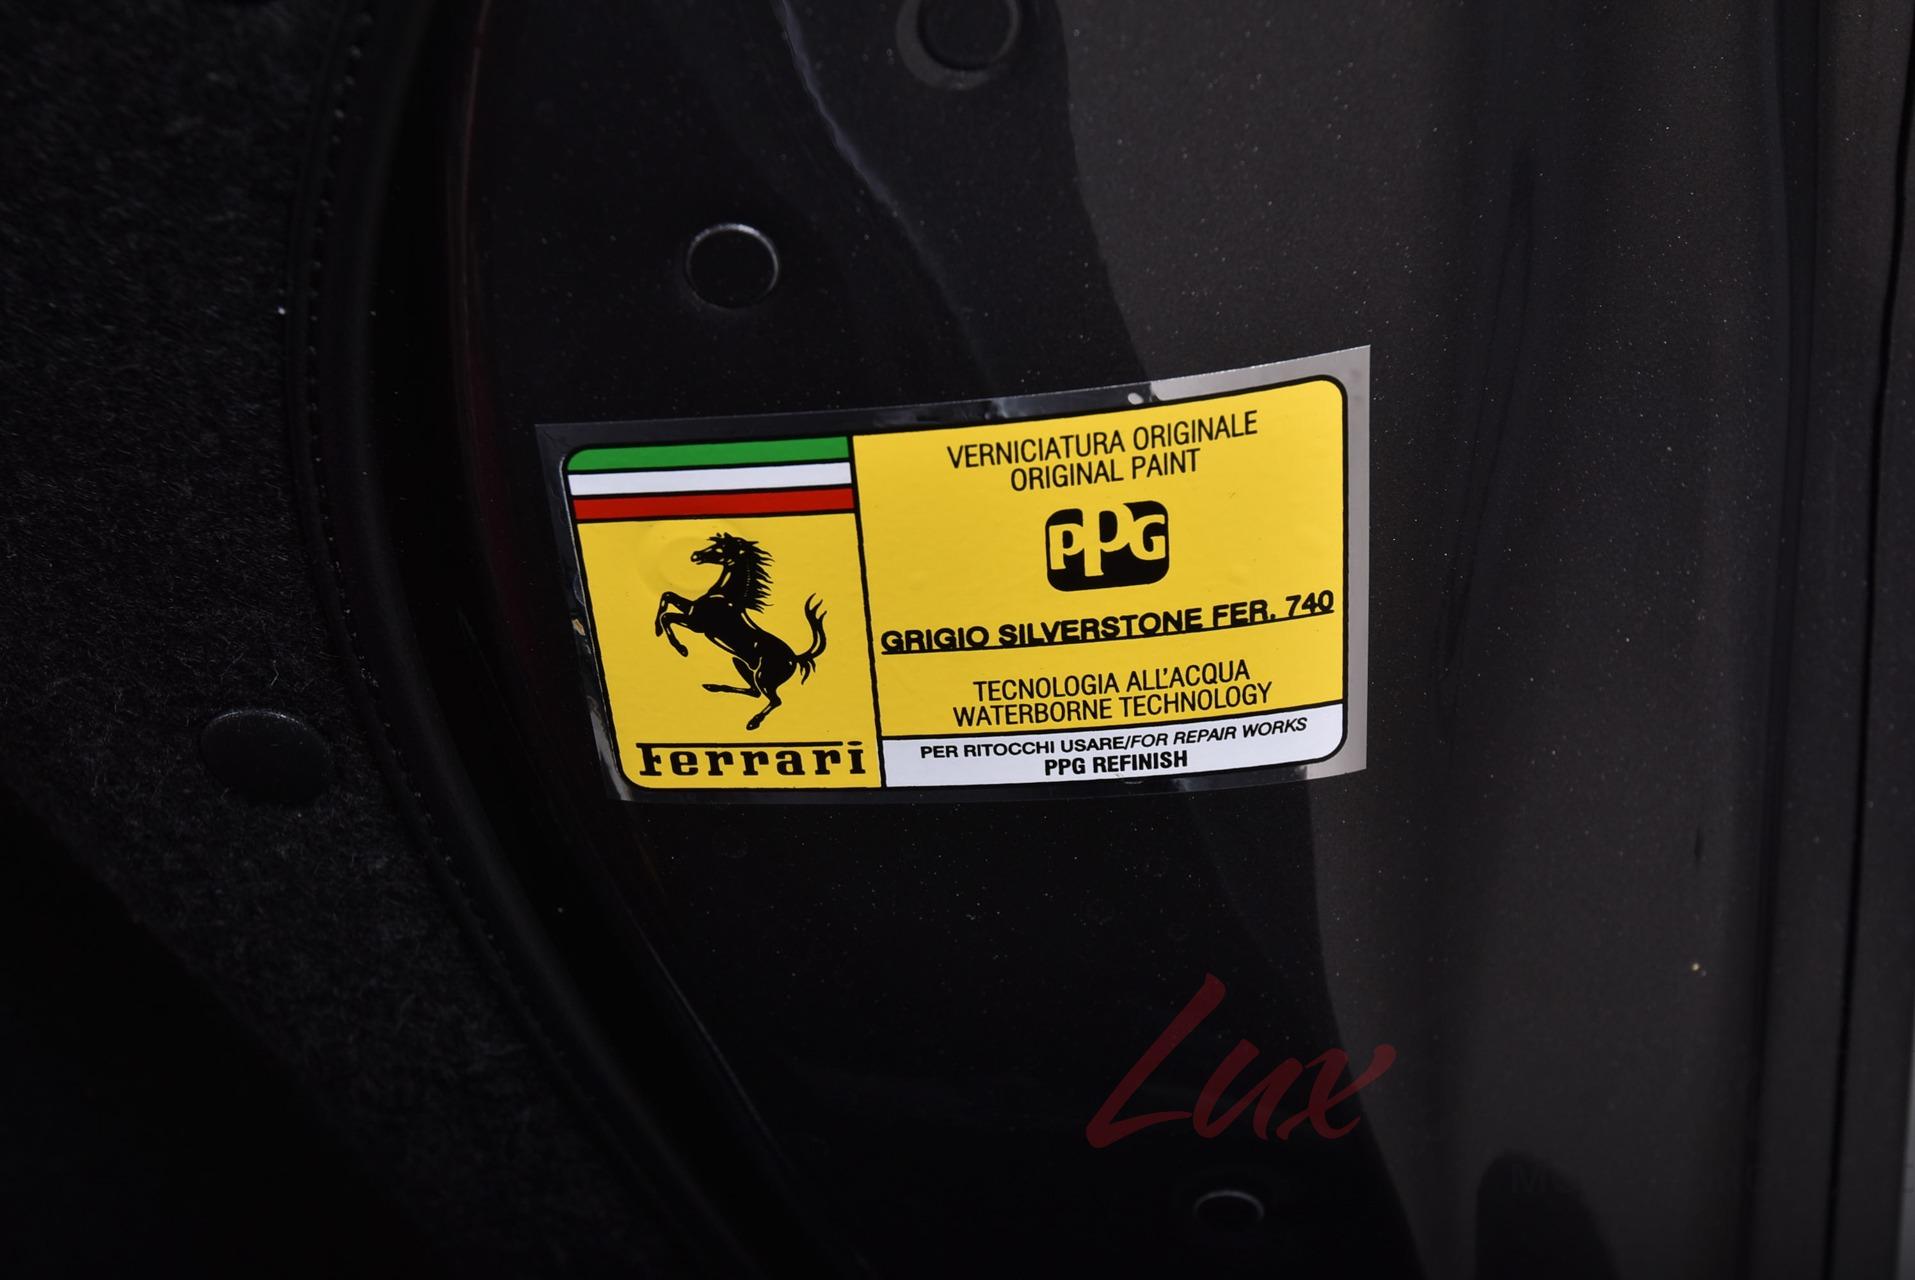 VERNICIATURA ORIGINALE
ORIGINAL PAINT
PPG
GRIGIO SILVERSTONE FER. 740
TECNOLOGIA ALL'ACQUA
WATERBORNE TECHNOLOGY
PER RITOCCHI USARE/FOR REPAIR WORKS
PPG REFINISH
Ferrari
Lux